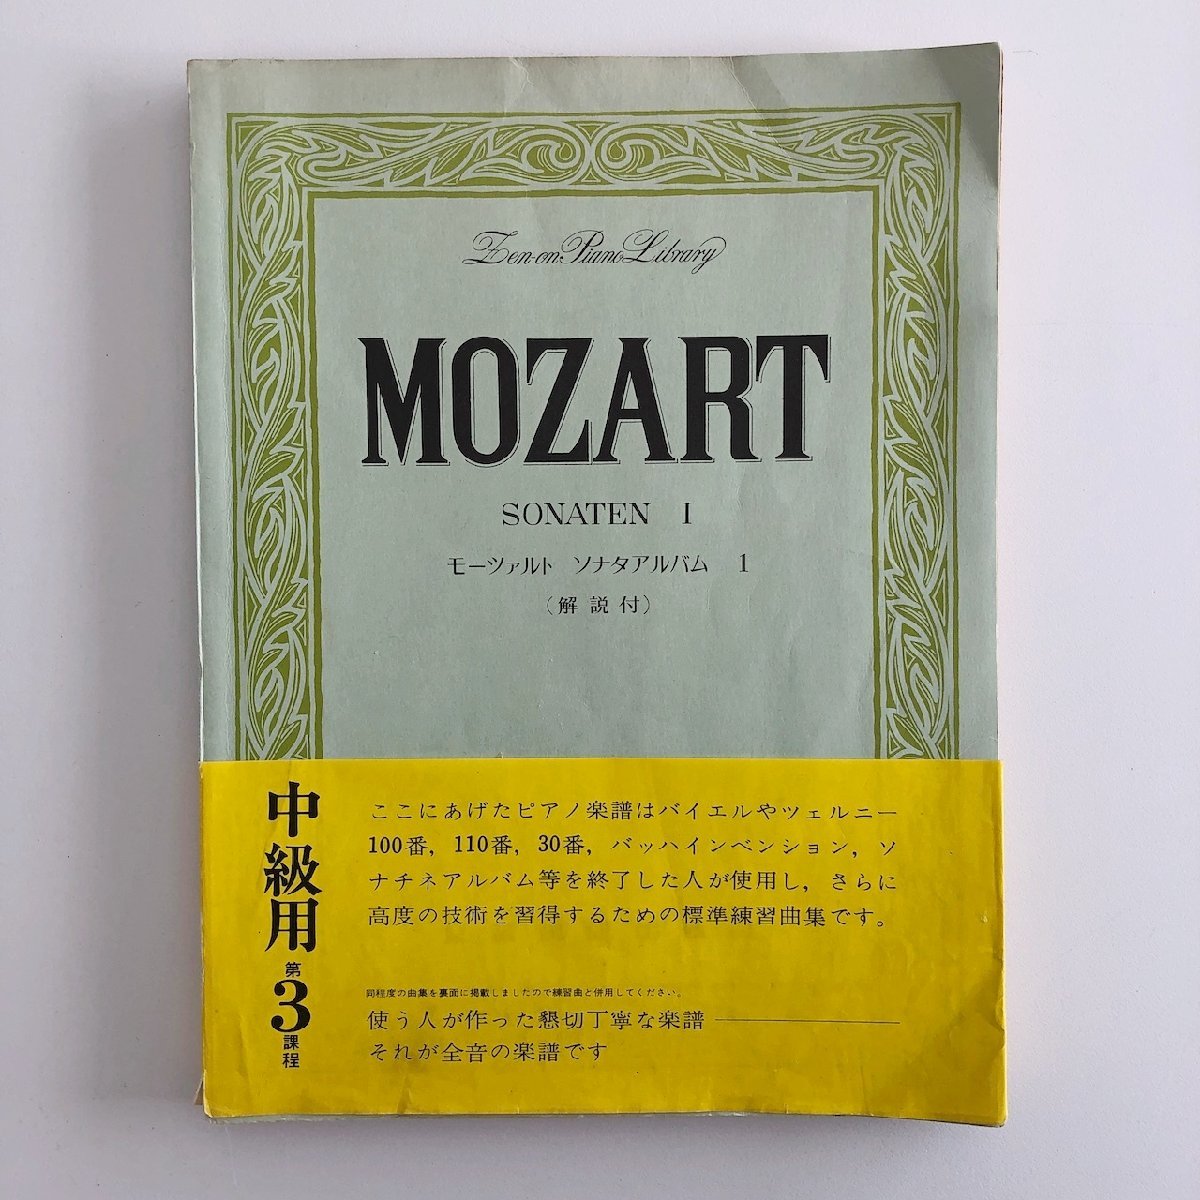 Zen-on Piano Library
MOZART
SONATEN I
モーツァルト ソナタアルバム 1
(解説付)
中級用
第3課程
ここにあげたピアノ楽譜はバイエルやツェルニー
100番, 110番, 30番, バッハインベンション, ソ
ナチネアルバム等を終了した人が使用し, さらに
高度の技術を習得するための標準練習曲集です。
同程度の曲集を裏面に掲載しましたので練習曲と併用してください。
使う人が作った懇切丁寧な楽譜
それが全音の楽譜です